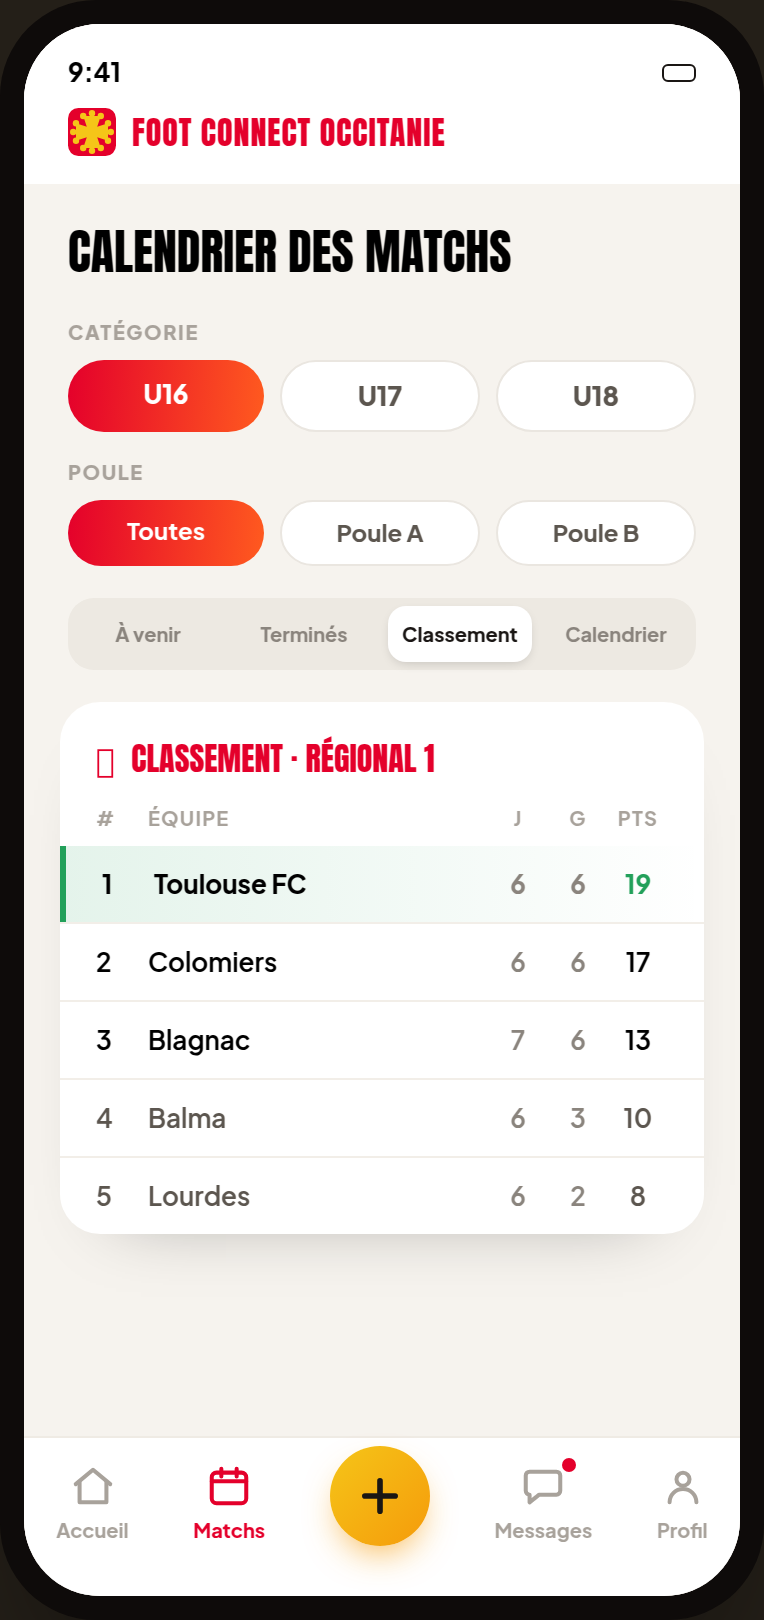 9:41
FOOT CONNECT OCCITANIE
CALENDRIER DES MATCHS
CATÉGORIE
U16 U17 U18
POULE
Toutes Poule A Poule B
À venir Terminés Classement Calendrier
CLASSEMENT · RÉGIONAL 1
# ÉQUIPE J G PTS
1 Toulouse FC 6 6 19
2 Colomiers 6 6 17
3 Blagnac 7 6 13
4 Balma 6 3 10
5 Lourdes 6 2 8
Accueil Matchs Messages Profil